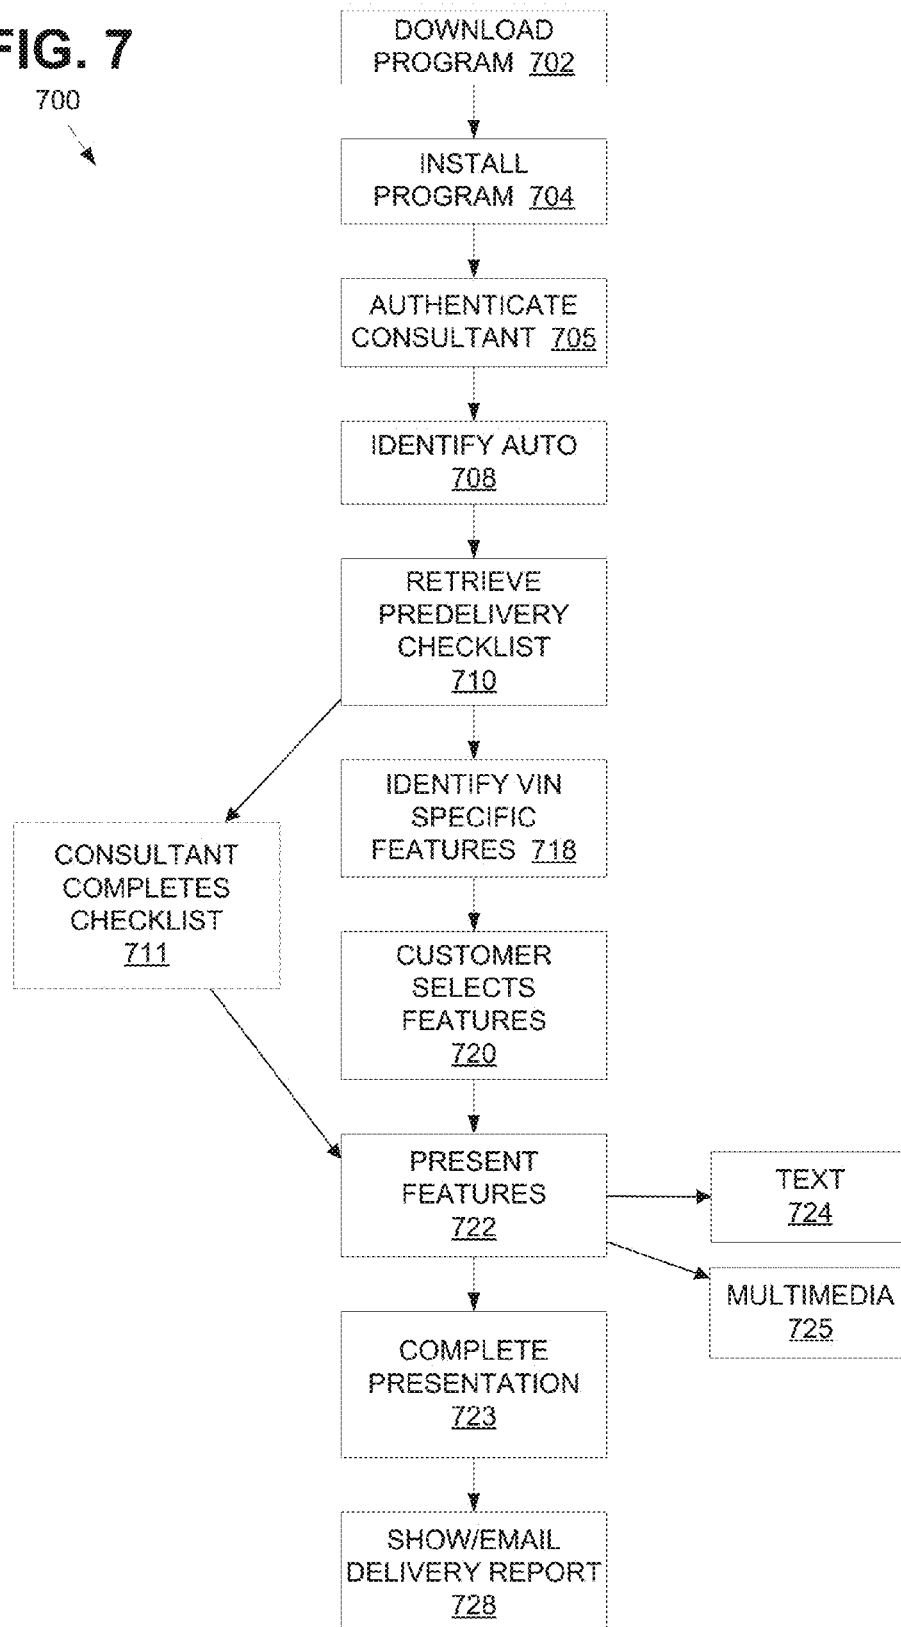 FIG. 7
700
DOWNLOAD
PROGRAM 702
INSTALL
PROGRAM 704
AUTHENTICATE
CONSULTANT 705
IDENTIFY AUTO
708
RETRIEVE
PREDELIVERY
CHECKLIST
710
IDENTIFY VIN
SPECIFIC
FEATURES 718
CONSULTANT
COMPLETES
CHECKLIST
711
CUSTOMER
SELECTS
FEATURES
720
PRESENT
FEATURES
722
TEXT
724
MULTIMEDIA
725
COMPLETE
PRESENTATION
723
SHOW/EMAIL
DELIVERY REPORT
728